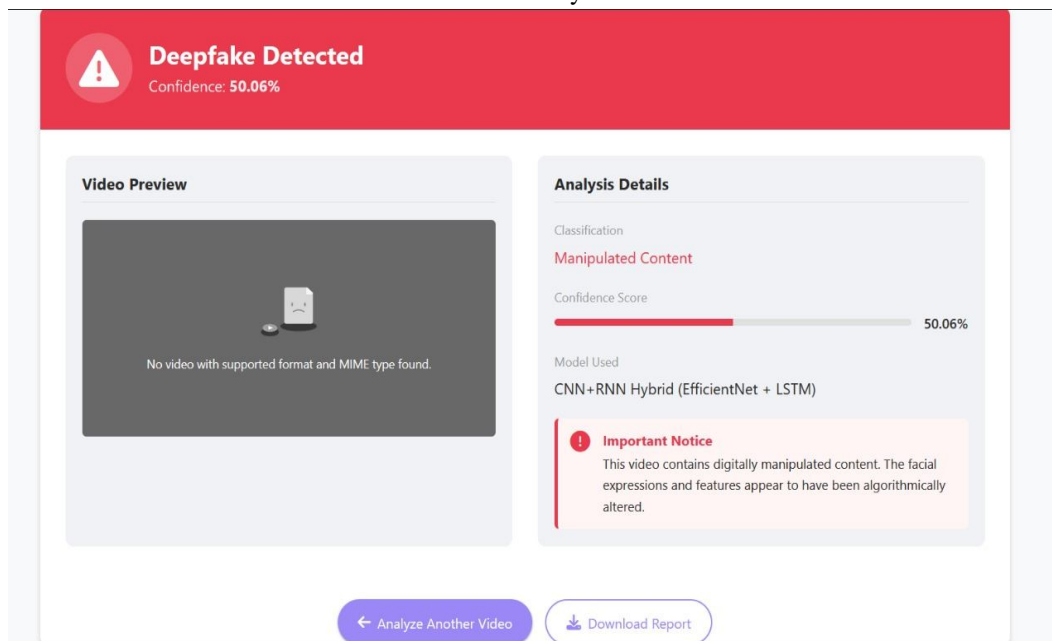 Deepfake Detected
Confidence: 50.06%
Video Preview
No video with supported format and MIME type found.
Analysis Details
Classification
Manipulated Content
Confidence Score
50.06%
Model Used
CNN+RNN Hybrid (EfficientNet + LSTM)
Important Notice
This video contains digitally manipulated content. The facial
expressions and features appear to have been algorithmically
altered.
Analyze Another Video
Download Report